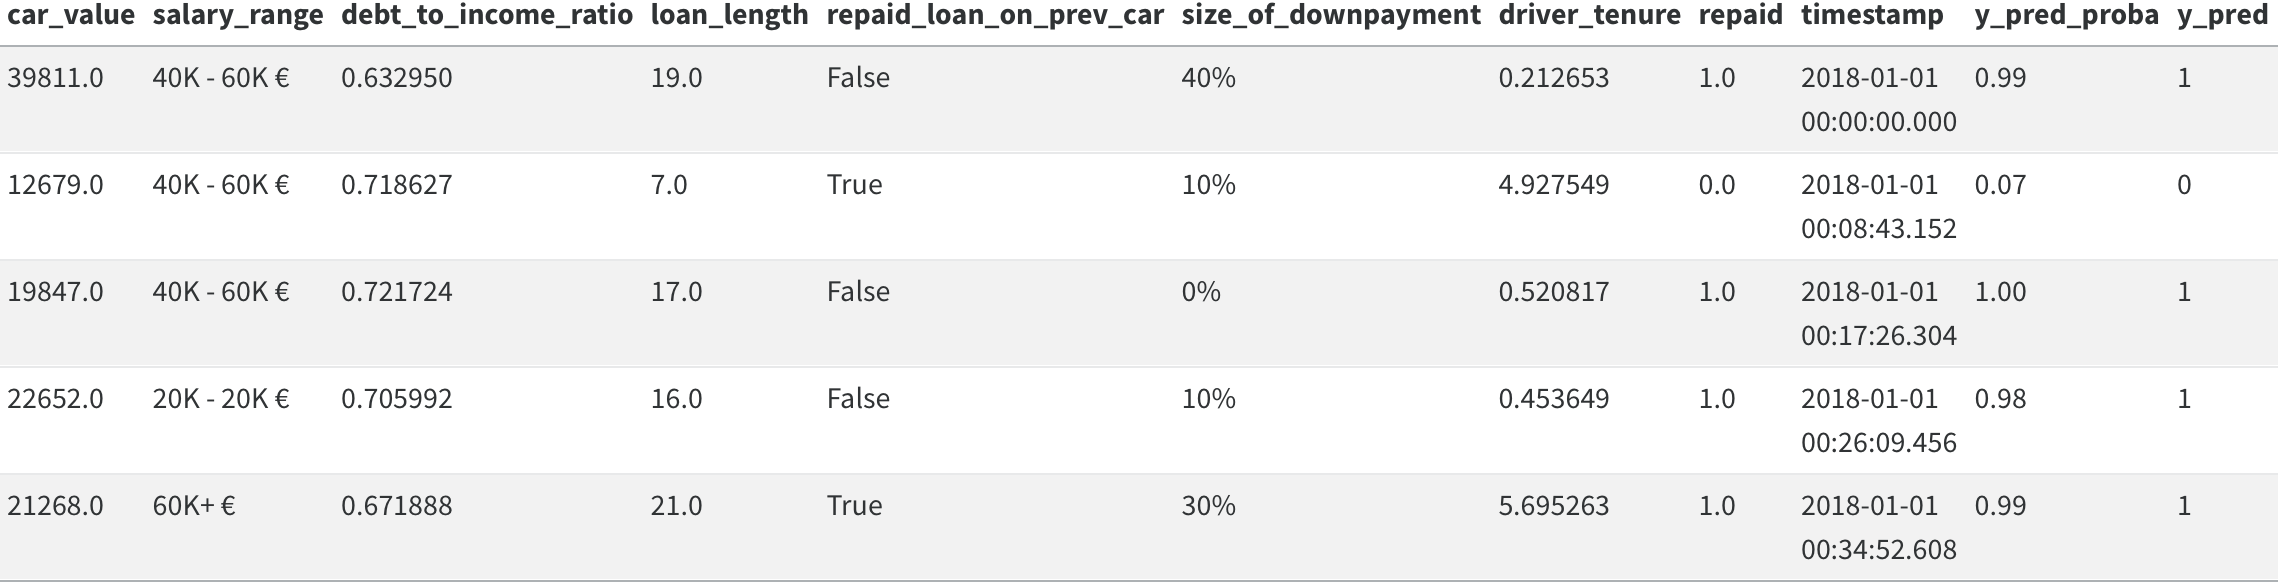 car_value salary_range debt_to_income_ratio loan_length repaid_loan_on_prev_car size_of_downpayment driver_tenure repaid timestamp y_pred_proba y_pred
39811.0 40K - 60K € 0.632950 19.0 False 40% 0.212653 1.0 2018-01-01 0.99 1
00:00:00.000
12679.0 40K - 60K € 0.718627 7.0 True 10% 4.927549 0.0 2018-01-01 0.07 0
00:08:43.152
19847.0 40K - 60K € 0.721724 17.0 False 0% 0.520817 1.0 2018-01-01 1.00 1
00:17:26.304
22652.0 20K - 20K € 0.705992 16.0 False 10% 0.453649 1.0 2018-01-01 0.98 1
00:26:09.456
21268.0 60K+ € 0.671888 21.0 True 30% 5.695263 1.0 2018-01-01 0.99 1
00:34:52.608